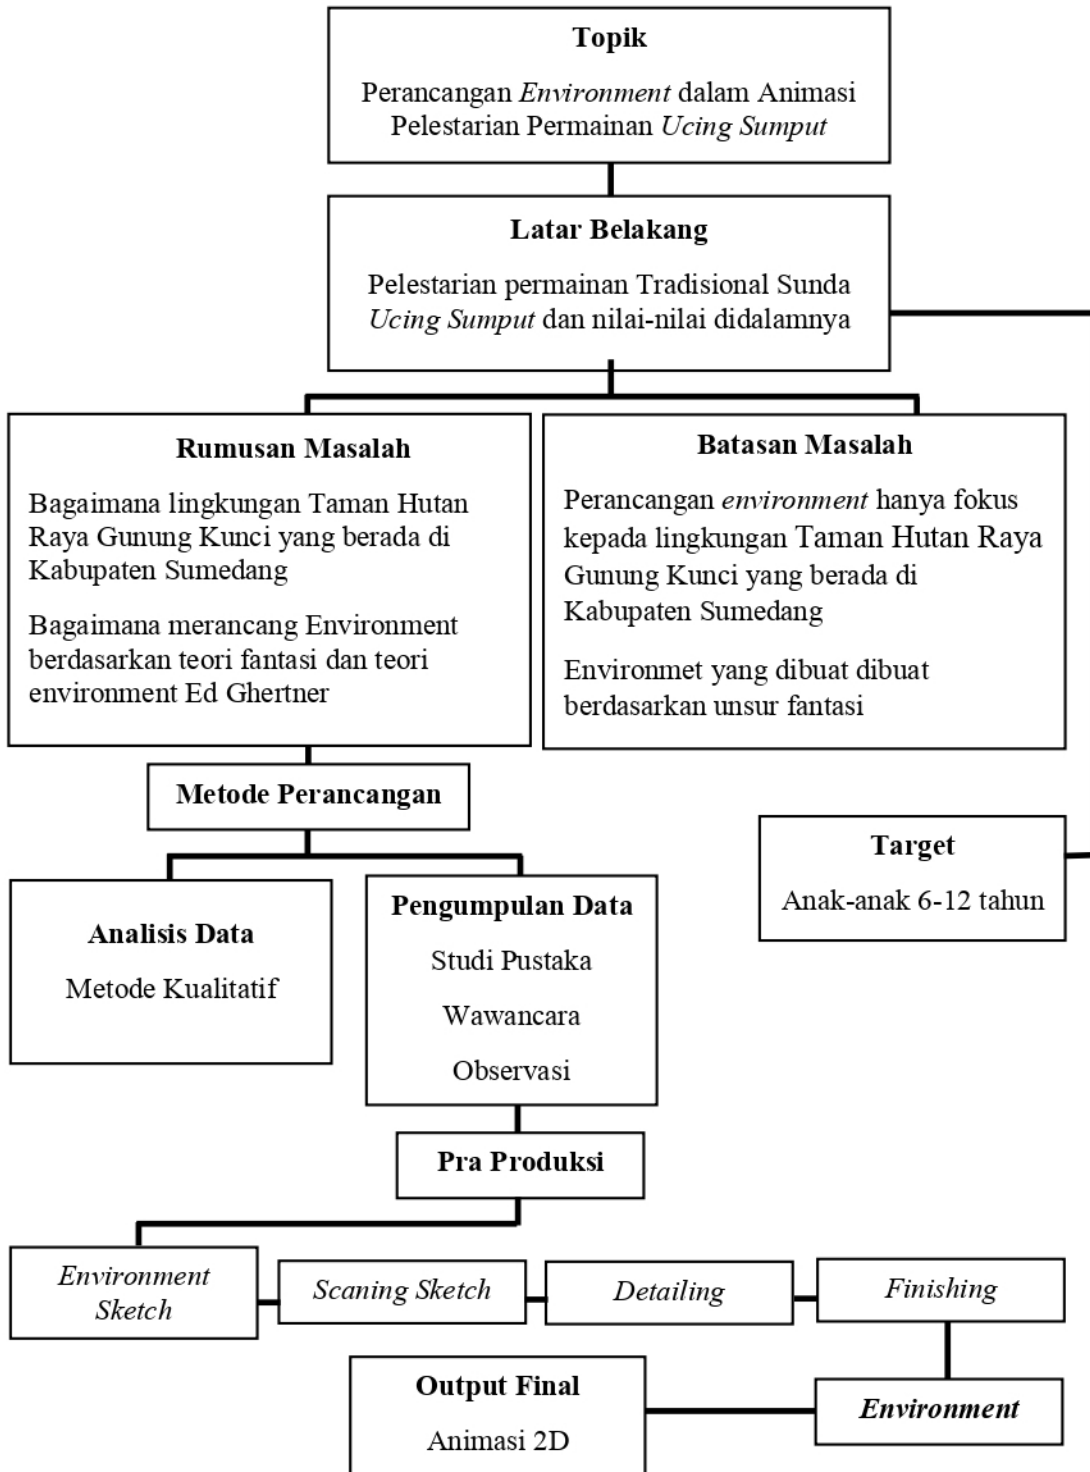 Topik
Perancangan Environment dalam Animasi
Pelestarian Permainan Ucing Sumput
Latar Belakang
Pelestarian permainan Tradisional Sunda
Ucing Sumput dan nilai-nilai didalamnya
Rumusan Masalah
Bagaimana lingkungan Taman Hutan
Raya Gunung Kunci yang berada di
Kabupaten Sumedang
Bagaimana merancang Environment
berdasarkan teori fantasi dan teori
environment Ed Ghertner
Batasan Masalah
Perancangan environment hanya fokus
kepada lingkungan Taman Hutan Raya
Gunung Kunci yang berada di
Kabupaten Sumedang
Environmet yang dibuat dibuat
berdasarkan unsur fantasi
Metode Perancangan
Target
Anak-anak 6-12 tahun
Analisis Data
Metode Kualitatif
Pengumpulan Data
Studi Pustaka
Wawancara
Observasi
Pra Produksi
Environment
Sketch
Scaning Sketch
Detailing
Finishing
Environment
Output Final
Animasi 2D